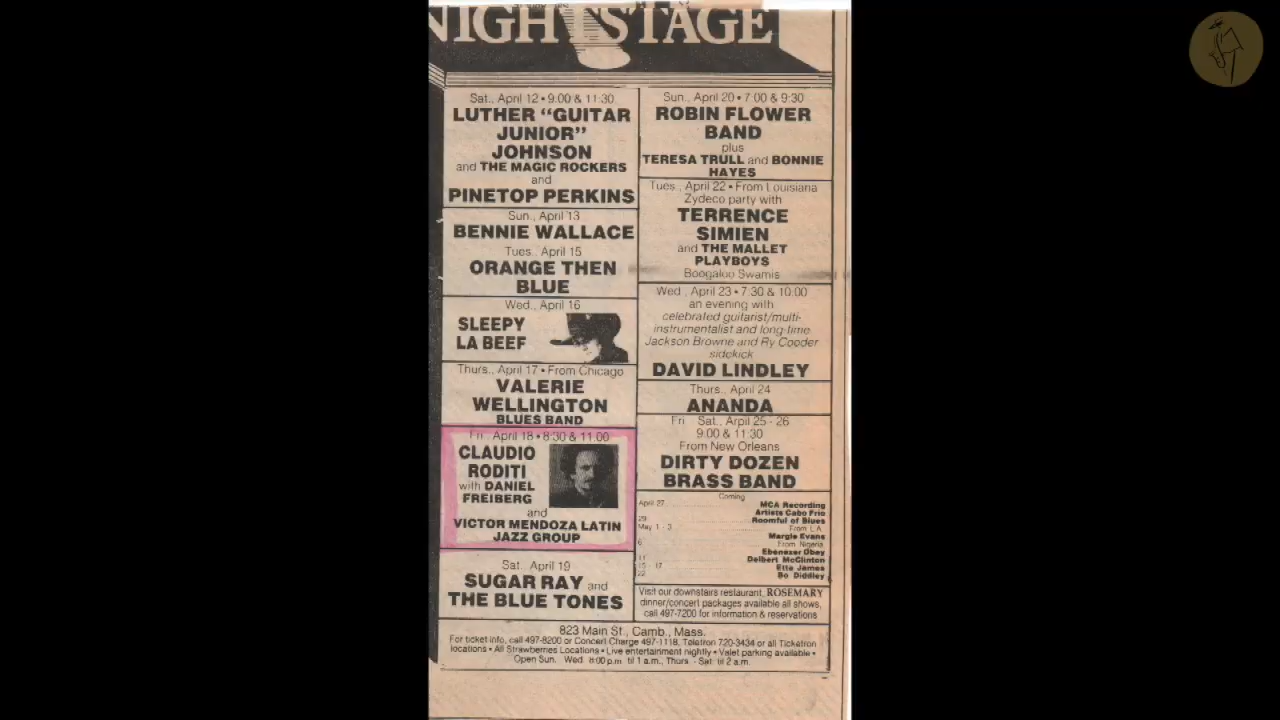 NIGHTSTAGE
Sat., April 12 • 9:00 & 11:30
LUTHER “GUITAR
JUNIOR”
JOHNSON
and THE MAGIC ROCKERS
and
PINETOP PERKINS
Sun., April 13
BENNIE WALLACE
Tues., April 15
ORANGE THEN
BLUE
Wed., April 16
SLEEPY
LA BEEF
Thurs., April 17 • From Chicago
VALERIE
WELLINGTON
BLUES BAND
Fri., April 18 • 8:30 & 11:00
CLAUDIO
RODITI
with DANIEL
FREIBERG
and
VICTOR MENDOZA LATIN
JAZZ GROUP
Sat., April 19
SUGAR RAY and
THE BLUE TONES
Sun., April 20 • 7:00 & 9:30
ROBIN FLOWER
BAND
plus
TERESA TRULL and BONNIE
HAYES
Tues., April 22 • From Louisiana
Zydeco party with
TERRENCE
SIMIEN
and THE MALLET
PLAYBOYS
Boogaloo Swamis
Wed., April 23 • 7:30 & 10:00
an evening with
celebrated guitarist/multi-
instrumentalist and long-time
Jackson Browne and Ry Cooder
sidekick
DAVID LINDLEY
Thurs., April 24
ANANDA
Fri. Sat., Arpil 25 - 26
9:00 & 11:30
From New Orleans
DIRTY DOZEN
BRASS BAND
Coming
April 27 MCA Recording
Artists Cabo Frio
29 Roomful of Blues
May 1 - 3 From L.A.
Margie Evans
6 From Nigeria
Ebenezer Obey
11 Delbert McClinton
15 - 17 Etta James
22 Bo Diddley
Visit our downstairs restaurant, ROSEMARY
dinner/concert packages available all shows,
call 497-7200 for information & reservations
823 Main St., Camb., Mass.
For ticket info, call 497-8200 or Concert Charge 497-1118, Teletron 720-3434 or all Ticketron
locations • All Strawberries Locations • Live entertainment nightly • Valet parking available •
Open Sun. Wed. 8:00 p.m. til 1 a.m., Thurs. - Sat. til 2 a.m.